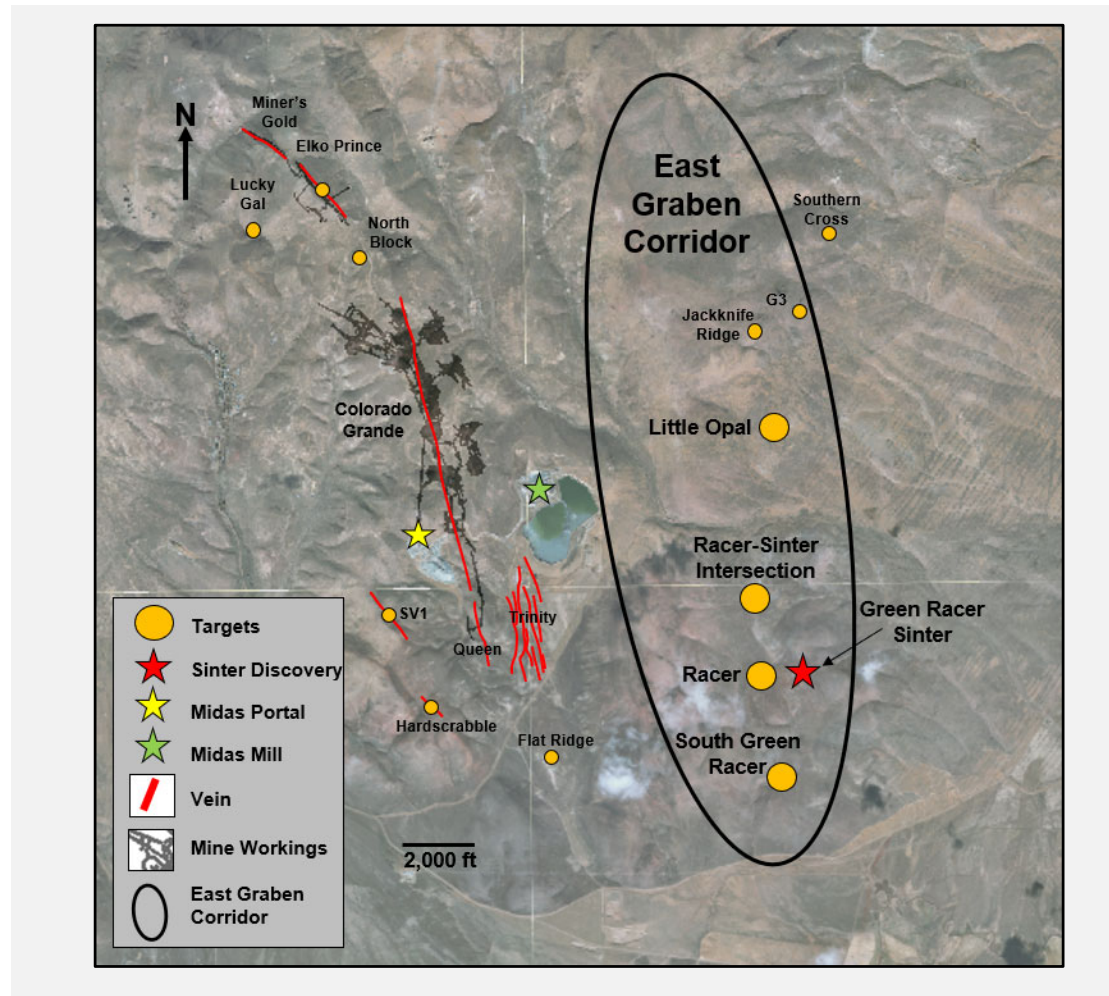 N
Miner's
Gold
Elko Prince
Lucky
Gal
North
Block
East
Graben
Corridor
Southern
Cross
G3
Jackknife
Ridge
Colorado
Grande
Little Opal
Racer-Sinter
Intersection
Green Racer
Sinter
SV1
Queen
Trinity
Racer
Hardscrabble
Flat Ridge
South Green
Racer
2,000 ft
Targets
Sinter Discovery
Midas Portal
Midas Mill
Vein
Mine Workings
East Graben
Corridor